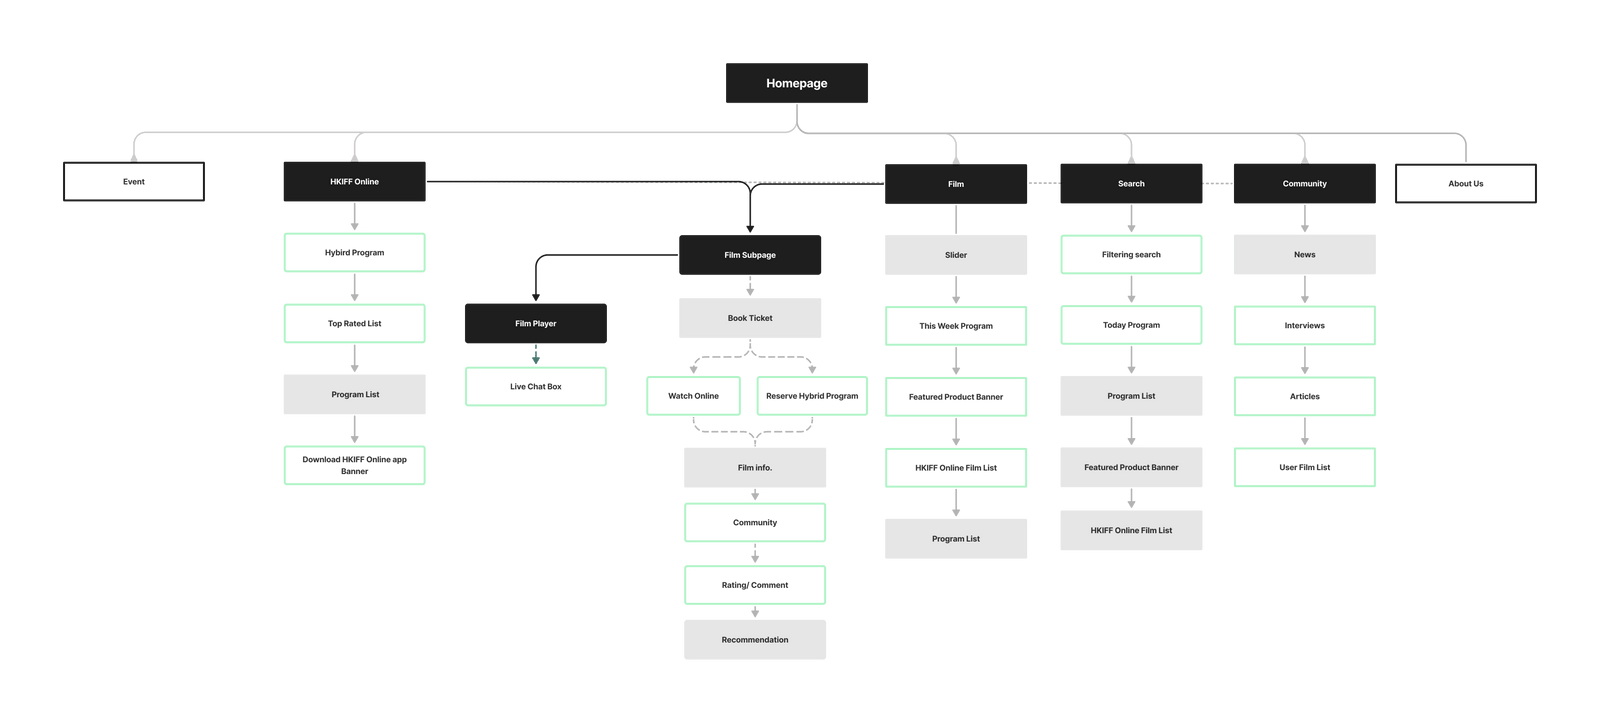 Homepage
Event
HKIFF Online
Film
Search
Community
About Us
Hybird Program
Top Rated List
Program List
Download HKIFF Online app
Banner
Film Player
Live Chat Box
Film Subpage
Book Ticket
Watch Online
Reserve Hybrid Program
Film info.
Community
Rating/ Comment
Recommendation
Slider
This Week Program
Featured Product Banner
HKIFF Online Film List
Program List
Filtering search
Today Program
Program List
Featured Product Banner
HKIFF Online Film List
News
Interviews
Articles
User Film List